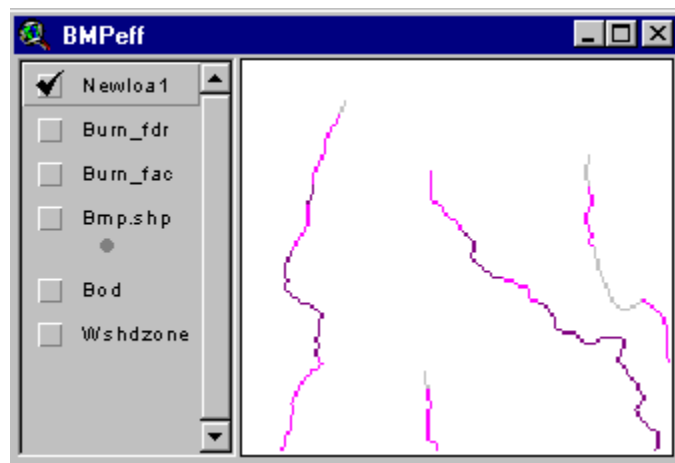 BMPeff
Newloa1
Burn_fdr
Burn_fac
Bmp.shp
Bod
Wshdzone